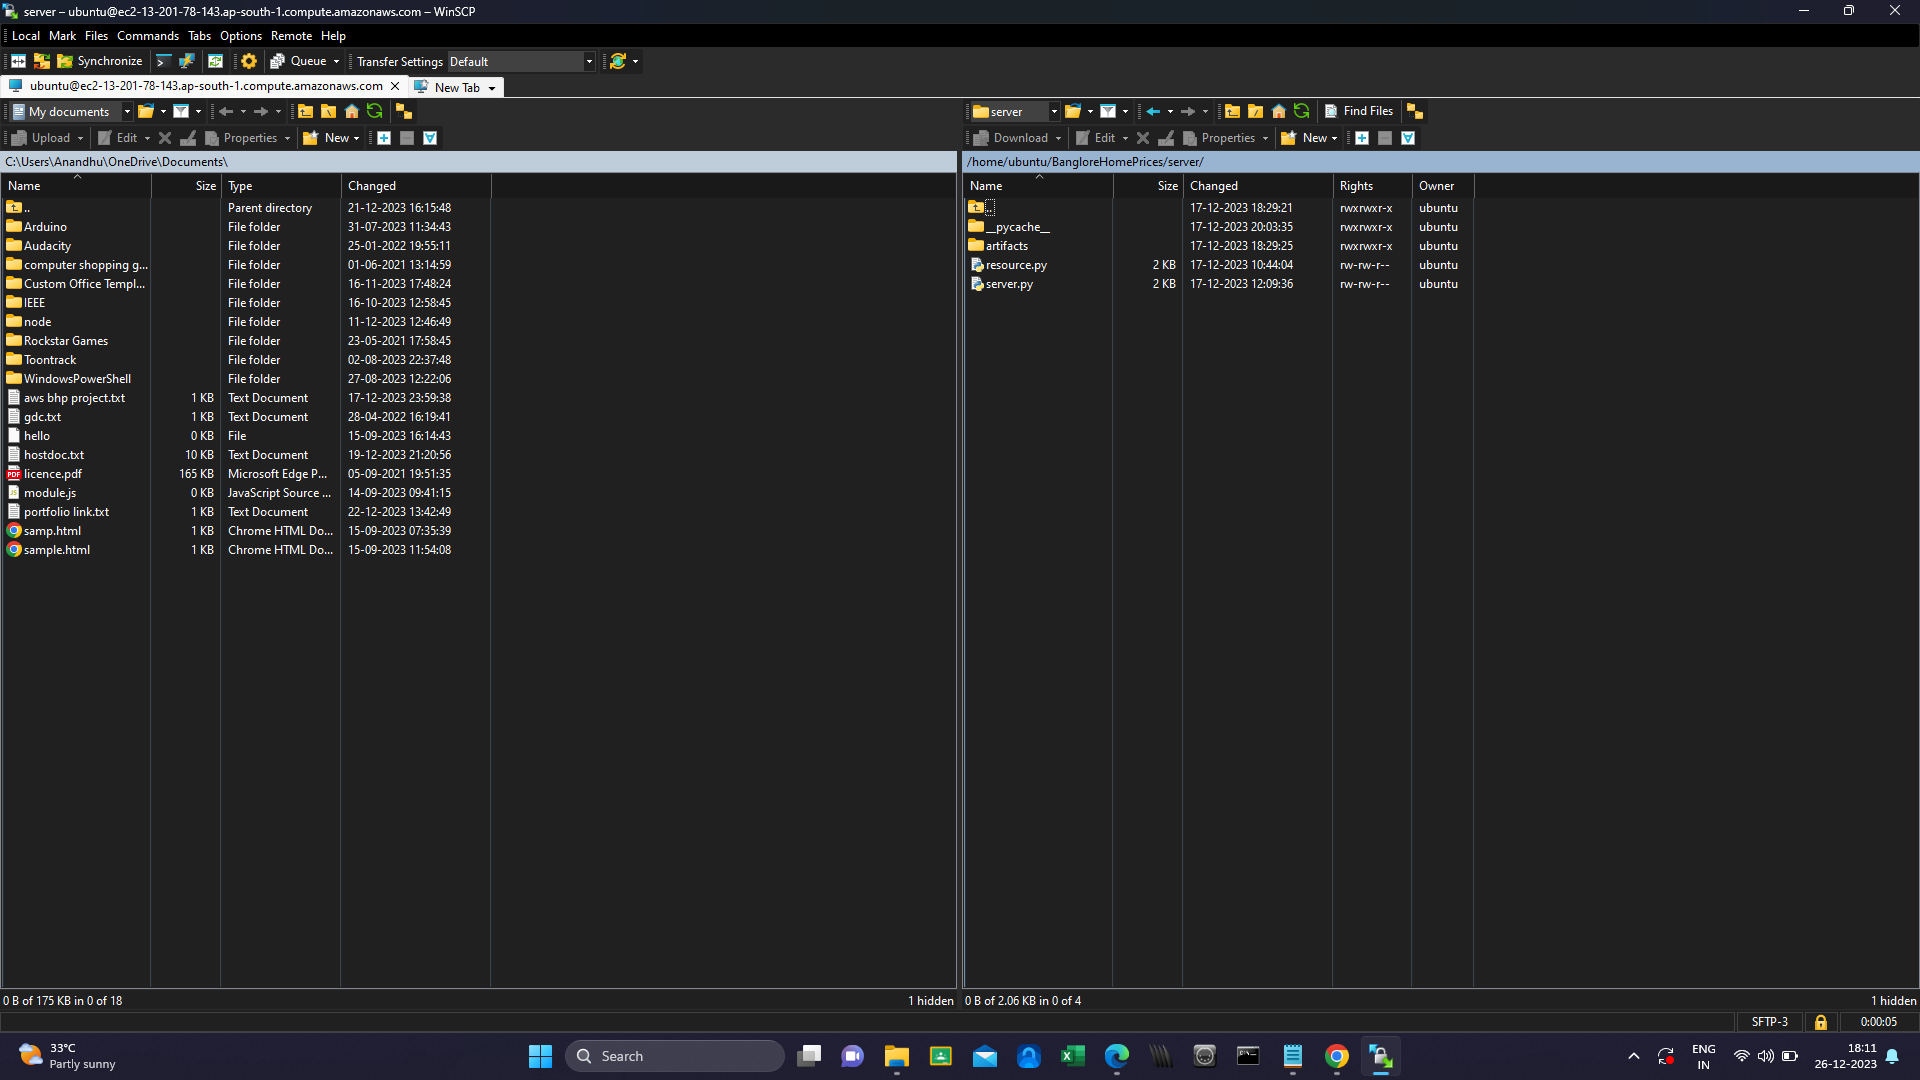 server – ubuntu@ec2-13-201-78-143.ap-south-1.compute.amazonaws.com – WinSCP
Local Mark Files Commands Tabs Options Remote Help
Synchronize Queue Transfer Settings Default
ubuntu@ec2-13-201-78-143.ap-south-1.compute.amazonaws.com New Tab
My documents
Upload Edit Properties New
C:\Users\Anandhu\OneDrive\Documents\
Name Size Type Changed
.. Parent directory 21-12-2023 16:15:48
Arduino File folder 31-07-2023 11:34:43
Audacity File folder 25-01-2022 19:55:11
computer shopping g... File folder 01-06-2021 13:14:59
Custom Office Templ... File folder 16-11-2023 17:48:24
IEEE File folder 16-10-2023 12:58:45
node File folder 11-12-2023 12:46:49
Rockstar Games File folder 23-05-2021 17:58:45
Toontrack File folder 02-08-2023 22:37:48
WindowsPowerShell File folder 27-08-2023 12:22:06
aws bhp project.txt 1 KB Text Document 17-12-2023 23:59:38
gdc.txt 1 KB Text Document 28-04-2022 16:19:41
hello 0 KB File 15-09-2023 16:14:43
hostdoc.txt 10 KB Text Document 19-12-2023 21:20:56
licence.pdf 165 KB Microsoft Edge P... 05-09-2021 19:51:35
module.js 0 KB JavaScript Source ... 14-09-2023 09:41:15
portfolio link.txt 1 KB Text Document 22-12-2023 13:42:49
samp.html 1 KB Chrome HTML Do... 15-09-2023 07:35:39
sample.html 1 KB Chrome HTML Do... 15-09-2023 11:54:08
0 B of 175 KB in 0 of 18 1 hidden
server Find Files
Download Edit Properties New
/home/ubuntu/BangloreHomePrices/server/
Name Size Changed Rights Owner
.. 17-12-2023 18:29:21 rwxrwxr-x ubuntu
__pycache__ 17-12-2023 20:03:35 rwxrwxr-x ubuntu
artifacts 17-12-2023 18:29:25 rwxrwxr-x ubuntu
resource.py 2 KB 17-12-2023 10:44:04 rw-rw-r-- ubuntu
server.py 2 KB 17-12-2023 12:09:36 rw-rw-r-- ubuntu
0 B of 2.06 KB in 0 of 4 1 hidden
SFTP-3 0:00:05
33°C
Partly sunny
Search
ENG
IN
18:11
26-12-2023